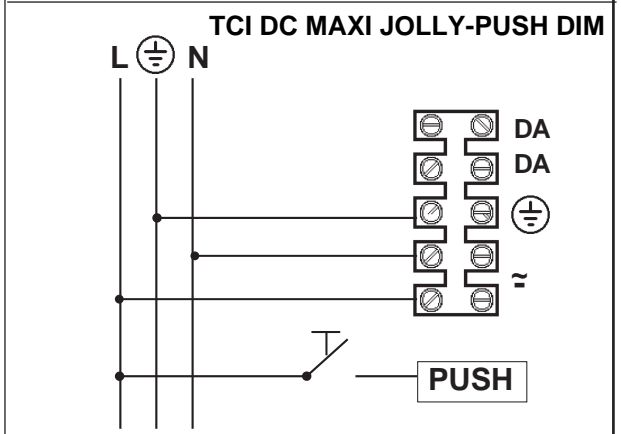 TCI DC MAXI JOLLY-PUSH DIM
L N
DA
DA
PUSH